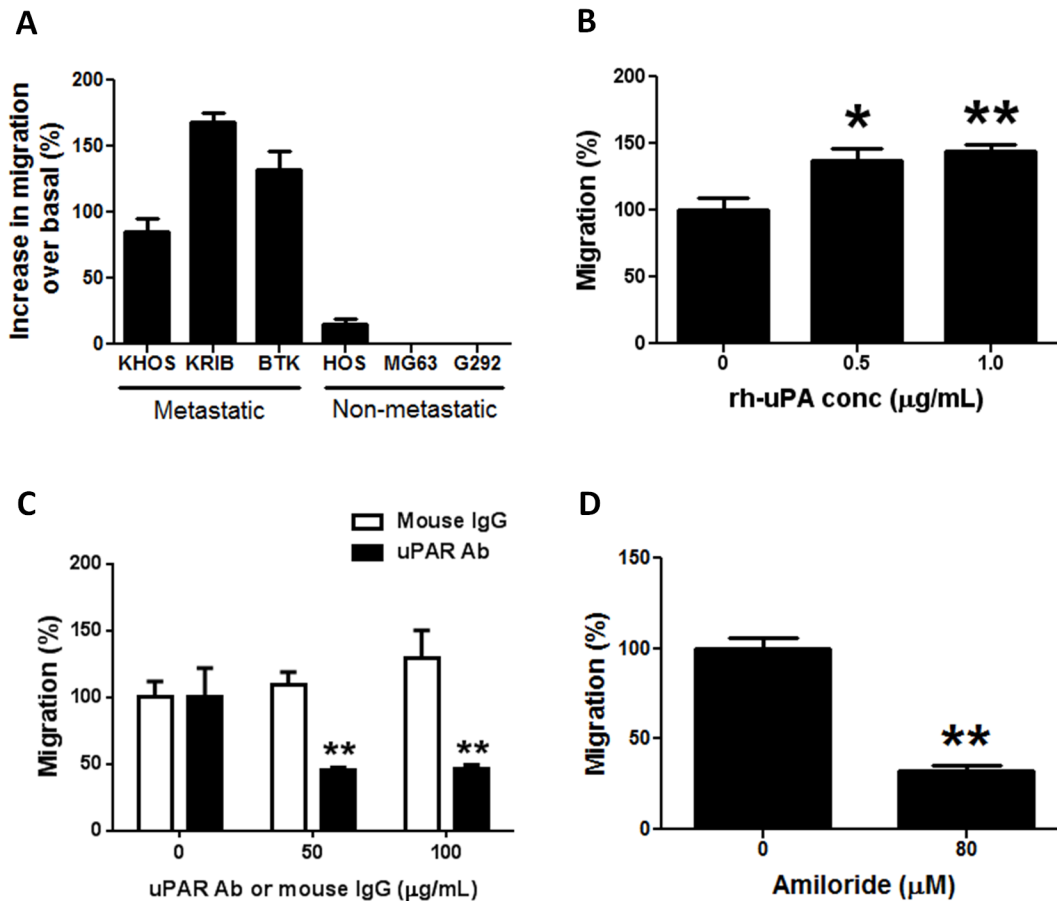 A
Increase in migration
over basal (%)
200
150
100
50
0
KHOS KRIB BTK HOS MG63 G292
Metastatic Non-metastatic
B
Migration (%)
200
150
100
50
0
* **
0 0.5 1.0
rh-uPA conc (μg/mL)
C
Mouse IgG
uPAR Ab
Migration (%)
200
150
100
50
0
** **
0 50 100
uPAR Ab or mouse IgG (μg/mL)
D
Migration (%)
150
100
50
0
**
0 80
Amiloride (μM)